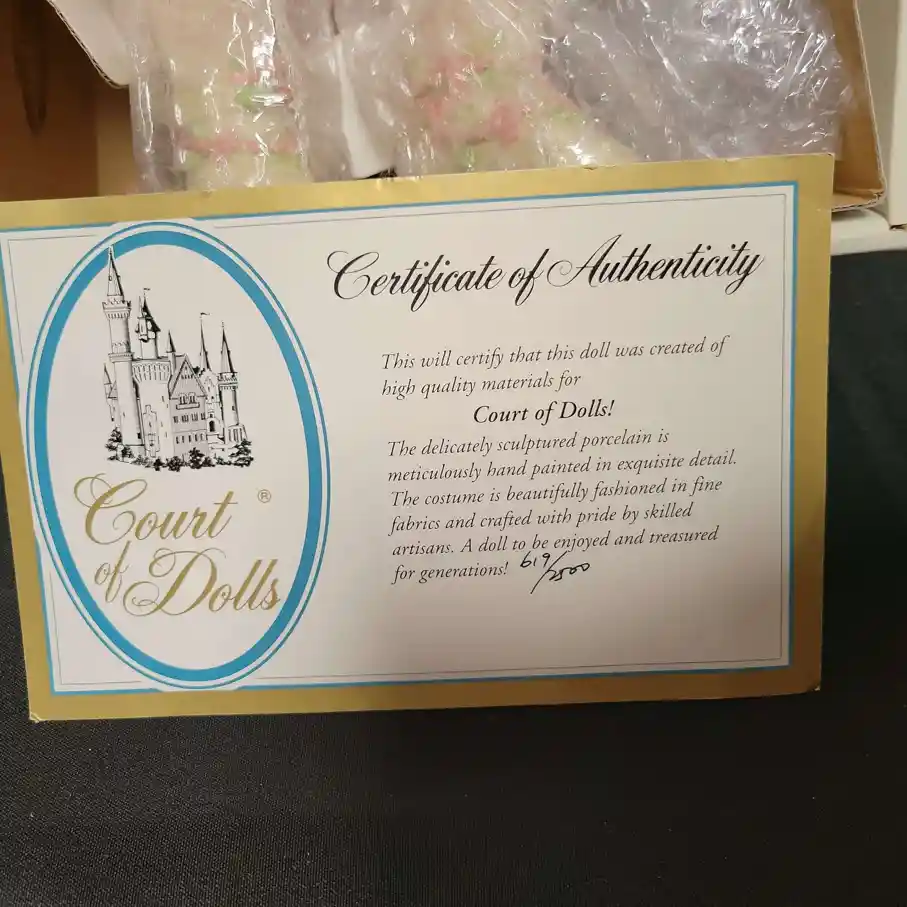 Certificate of Authenticity
This will certify that this doll was created of
high quality materials for
Court of Dolls!
The delicately sculptured porcelain is
meticulously hand painted in exquisite detail.
The costume is beautifully fashioned in fine
fabrics and crafted with pride by skilled
artisans. A doll to be enjoyed and treasured
for generations! 619/2500
Court ®
of Dolls